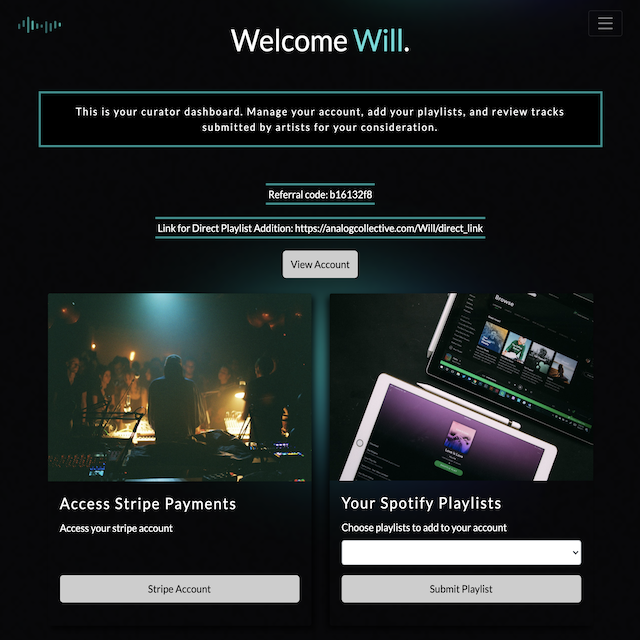 Welcome Will.
This is your curator dashboard. Manage your account, add your playlists, and review tracks
submitted by artists for your consideration.
Referral code: b16132f8
Link for Direct Playlist Addition: https://analogcollective.com/Will/direct_link
View Account
Browse
Access Stripe Payments
Access your stripe account
Stripe Account
Your Spotify Playlists
Choose playlists to add to your account
Submit Playlist